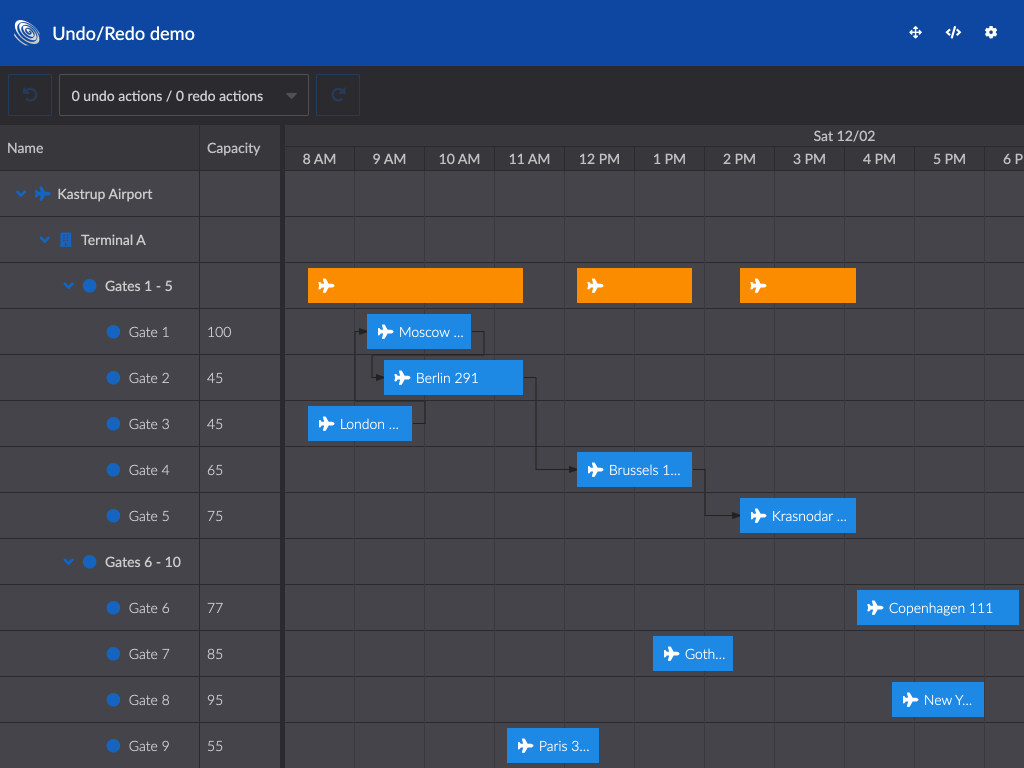 Undo/Redo demo
0 undo actions / 0 redo actions
Name Capacity Sat 12/02
8 AM 9 AM 10 AM 11 AM 12 PM 1 PM 2 PM 3 PM 4 PM 5 PM 6 P
Kastrup Airport
Terminal A
Gates 1 - 5
Gate 1 100 Moscow ...
Gate 2 45 Berlin 291
Gate 3 45 London ...
Gate 4 65 Brussels 1...
Gate 5 75 Krasnodar ...
Gates 6 - 10
Gate 6 77 Copenhagen 111
Gate 7 85 Goth...
Gate 8 95 New Y...
Gate 9 55 Paris 3...